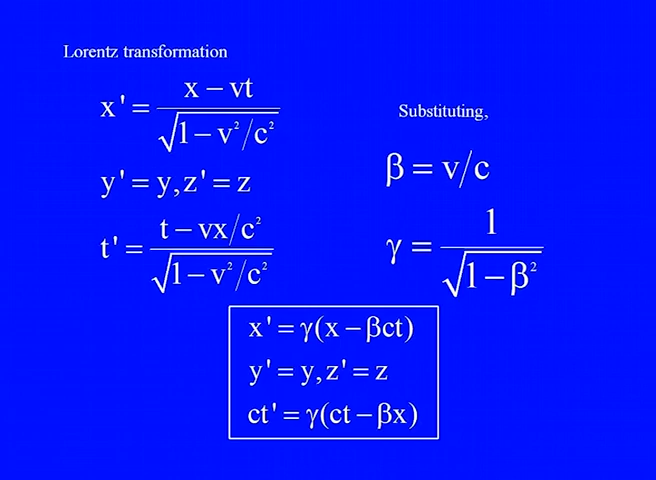 Lorentz transformation
x' = (x − vt) / √(1 − v²/c²)
y' = y, z' = z
t' = (t − vx/c²) / √(1 − v²/c²)
Substituting,
β = v/c
γ = 1 / √(1 − β²)
x' = γ(x − βct)
y' = y, z' = z
ct' = γ(ct − βx)